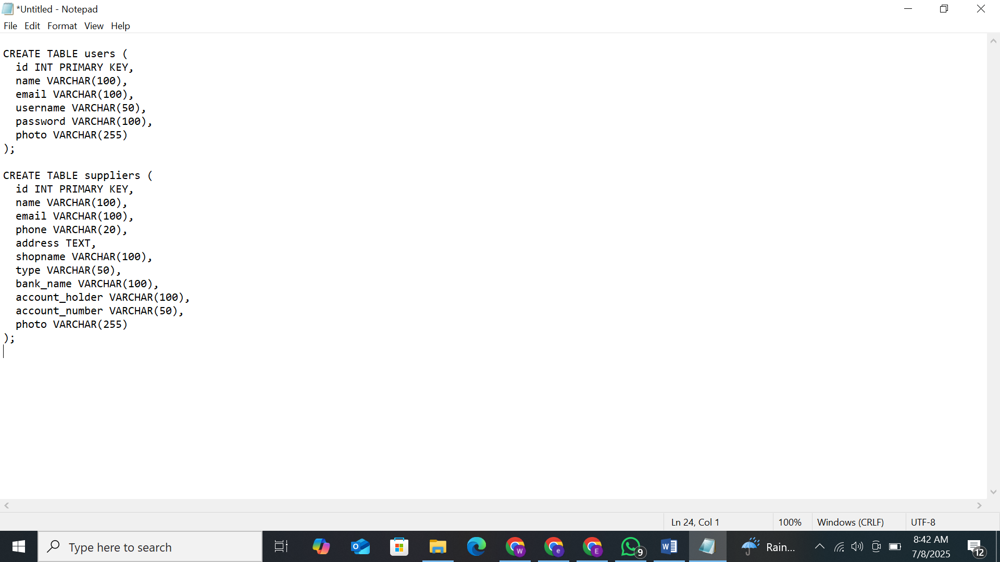 *Untitled - Notepad
File Edit Format View Help
CREATE TABLE users (
  id INT PRIMARY KEY,
  name VARCHAR(100),
  email VARCHAR(100),
  username VARCHAR(50),
  password VARCHAR(100),
  photo VARCHAR(255)
);
CREATE TABLE suppliers (
  id INT PRIMARY KEY,
  name VARCHAR(100),
  email VARCHAR(100),
  phone VARCHAR(20),
  address TEXT,
  shopname VARCHAR(100),
  type VARCHAR(50),
  bank_name VARCHAR(100),
  account_holder VARCHAR(100),
  account_number VARCHAR(50),
  photo VARCHAR(255)
);
Ln 24, Col 1 100% Windows (CRLF) UTF-8
Type here to search
O
W
e
E
9
W
Rain...
8:42 AM
7/8/2025
12